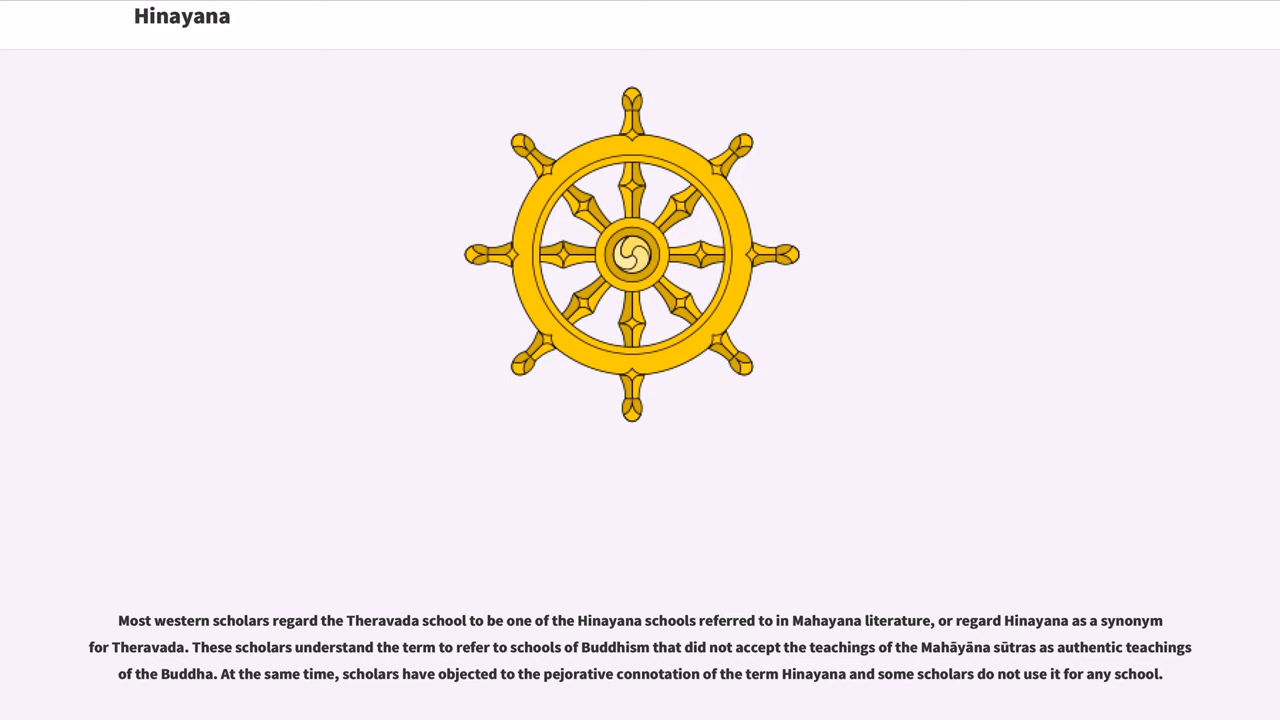 Hinayana
Most western scholars regard the Theravada school to be one of the Hinayana schools referred to in Mahayana literature, or regard Hinayana as a synonym
for Theravada. These scholars understand the term to refer to schools of Buddhism that did not accept the teachings of the Mahāyāna sūtras as authentic teachings
of the Buddha. At the same time, scholars have objected to the pejorative connotation of the term Hinayana and some scholars do not use it for any school.